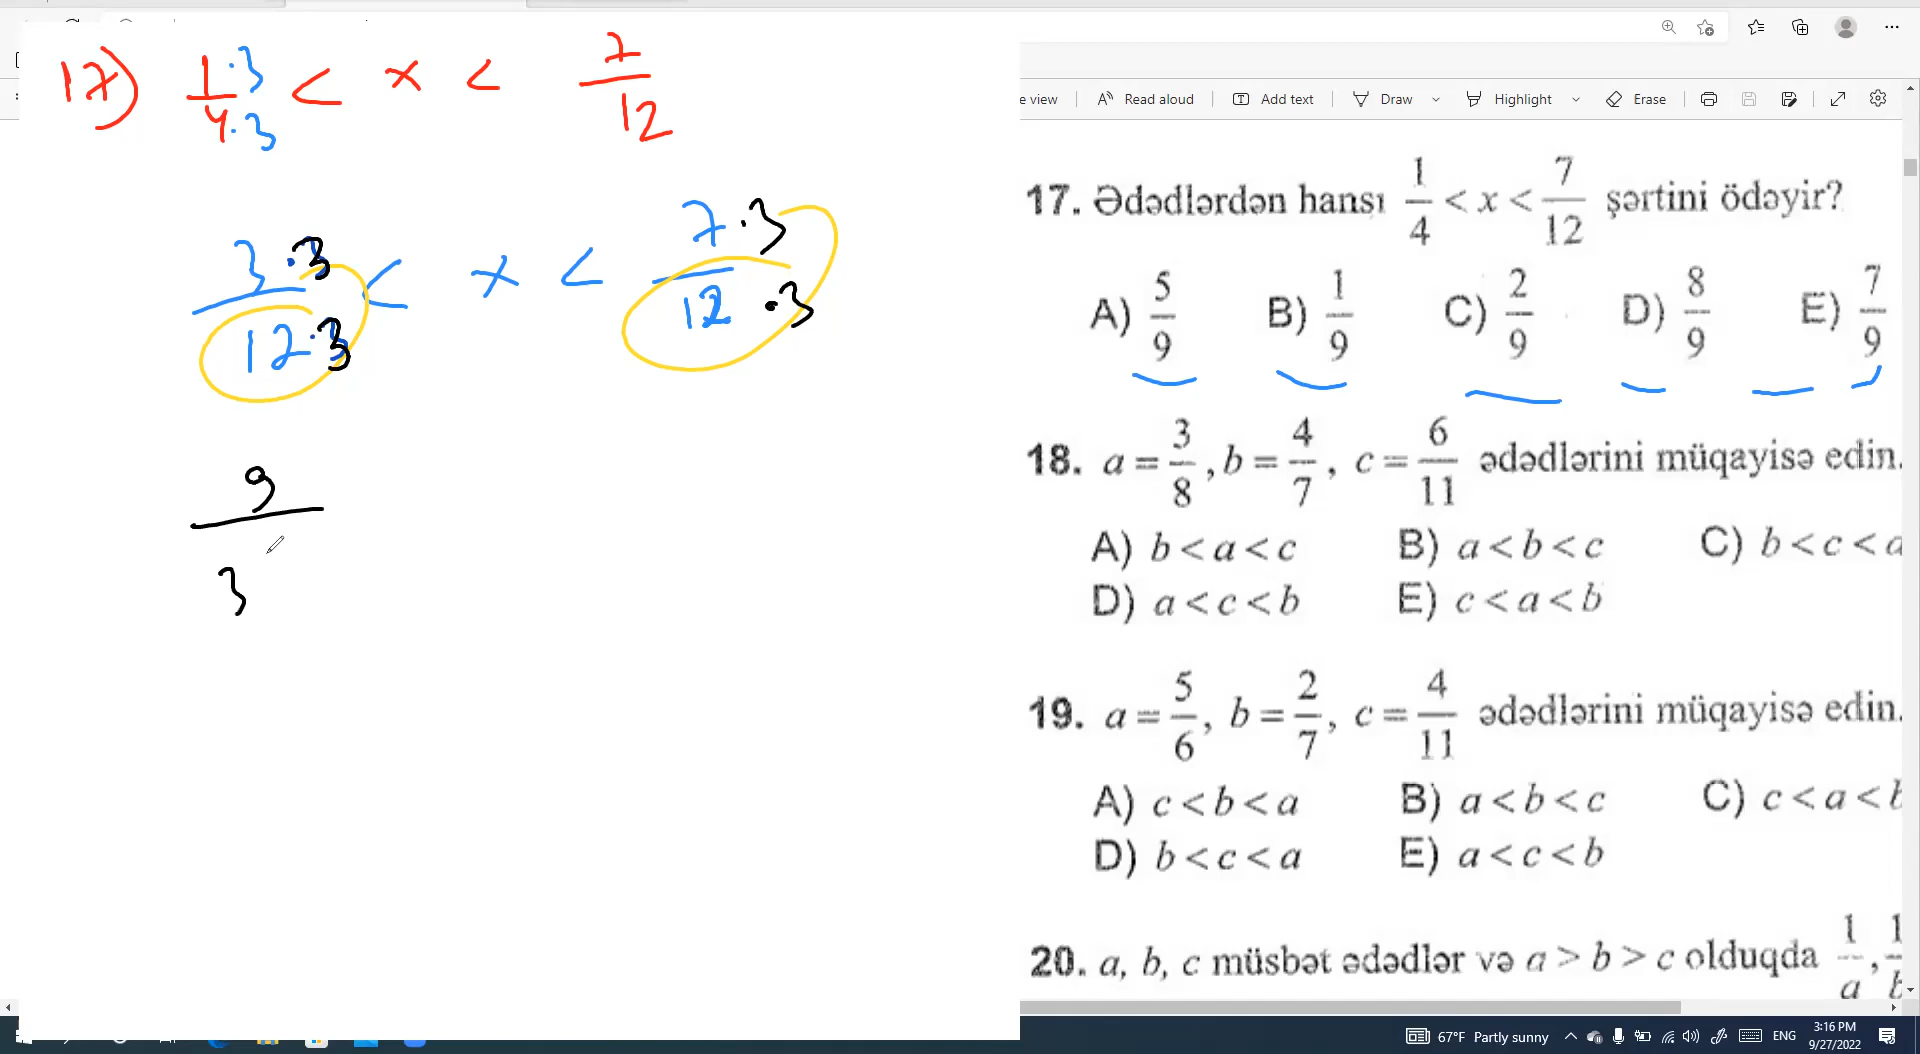 e view
Read aloud
Add text
Draw
Highlight
Erase
17) 1·3/4·3 < x < 7/12
3·3/12·3 < x < 7·3/12·3
9/3
17. Ədədlərdən hansı 1/4 < x < 7/12 şərtini ödəyir?
A) 5/9 B) 1/9 C) 2/9 D) 8/9 E) 7/9
18. a = 3/8, b = 4/7, c = 6/11 ədədlərini müqayisə edin.
A) b < a < c B) a < b < c C) b < c < a
D) a < c < b E) c < a < b
19. a = 5/6, b = 2/7, c = 4/11 ədədlərini müqayisə edin.
A) c < b < a B) a < b < c C) c < a < b
D) b < c < a E) a < c < b
20. a, b, c müsbət ədədlər və a > b > c olduqda 1/a, 1/b
67°F Partly sunny
ENG
3:16 PM
9/27/2022